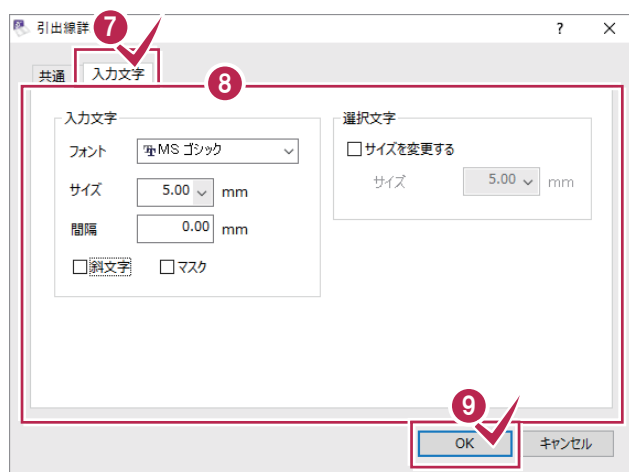 引出線詳
7
?
×
共通
入力文字
8
入力文字
フォント
MS ゴシック
サイズ
5.00
mm
間隔
0.00
mm
斜文字
マスク
選択文字
サイズを変更する
サイズ
5.00
mm
9
OK
キャンセル